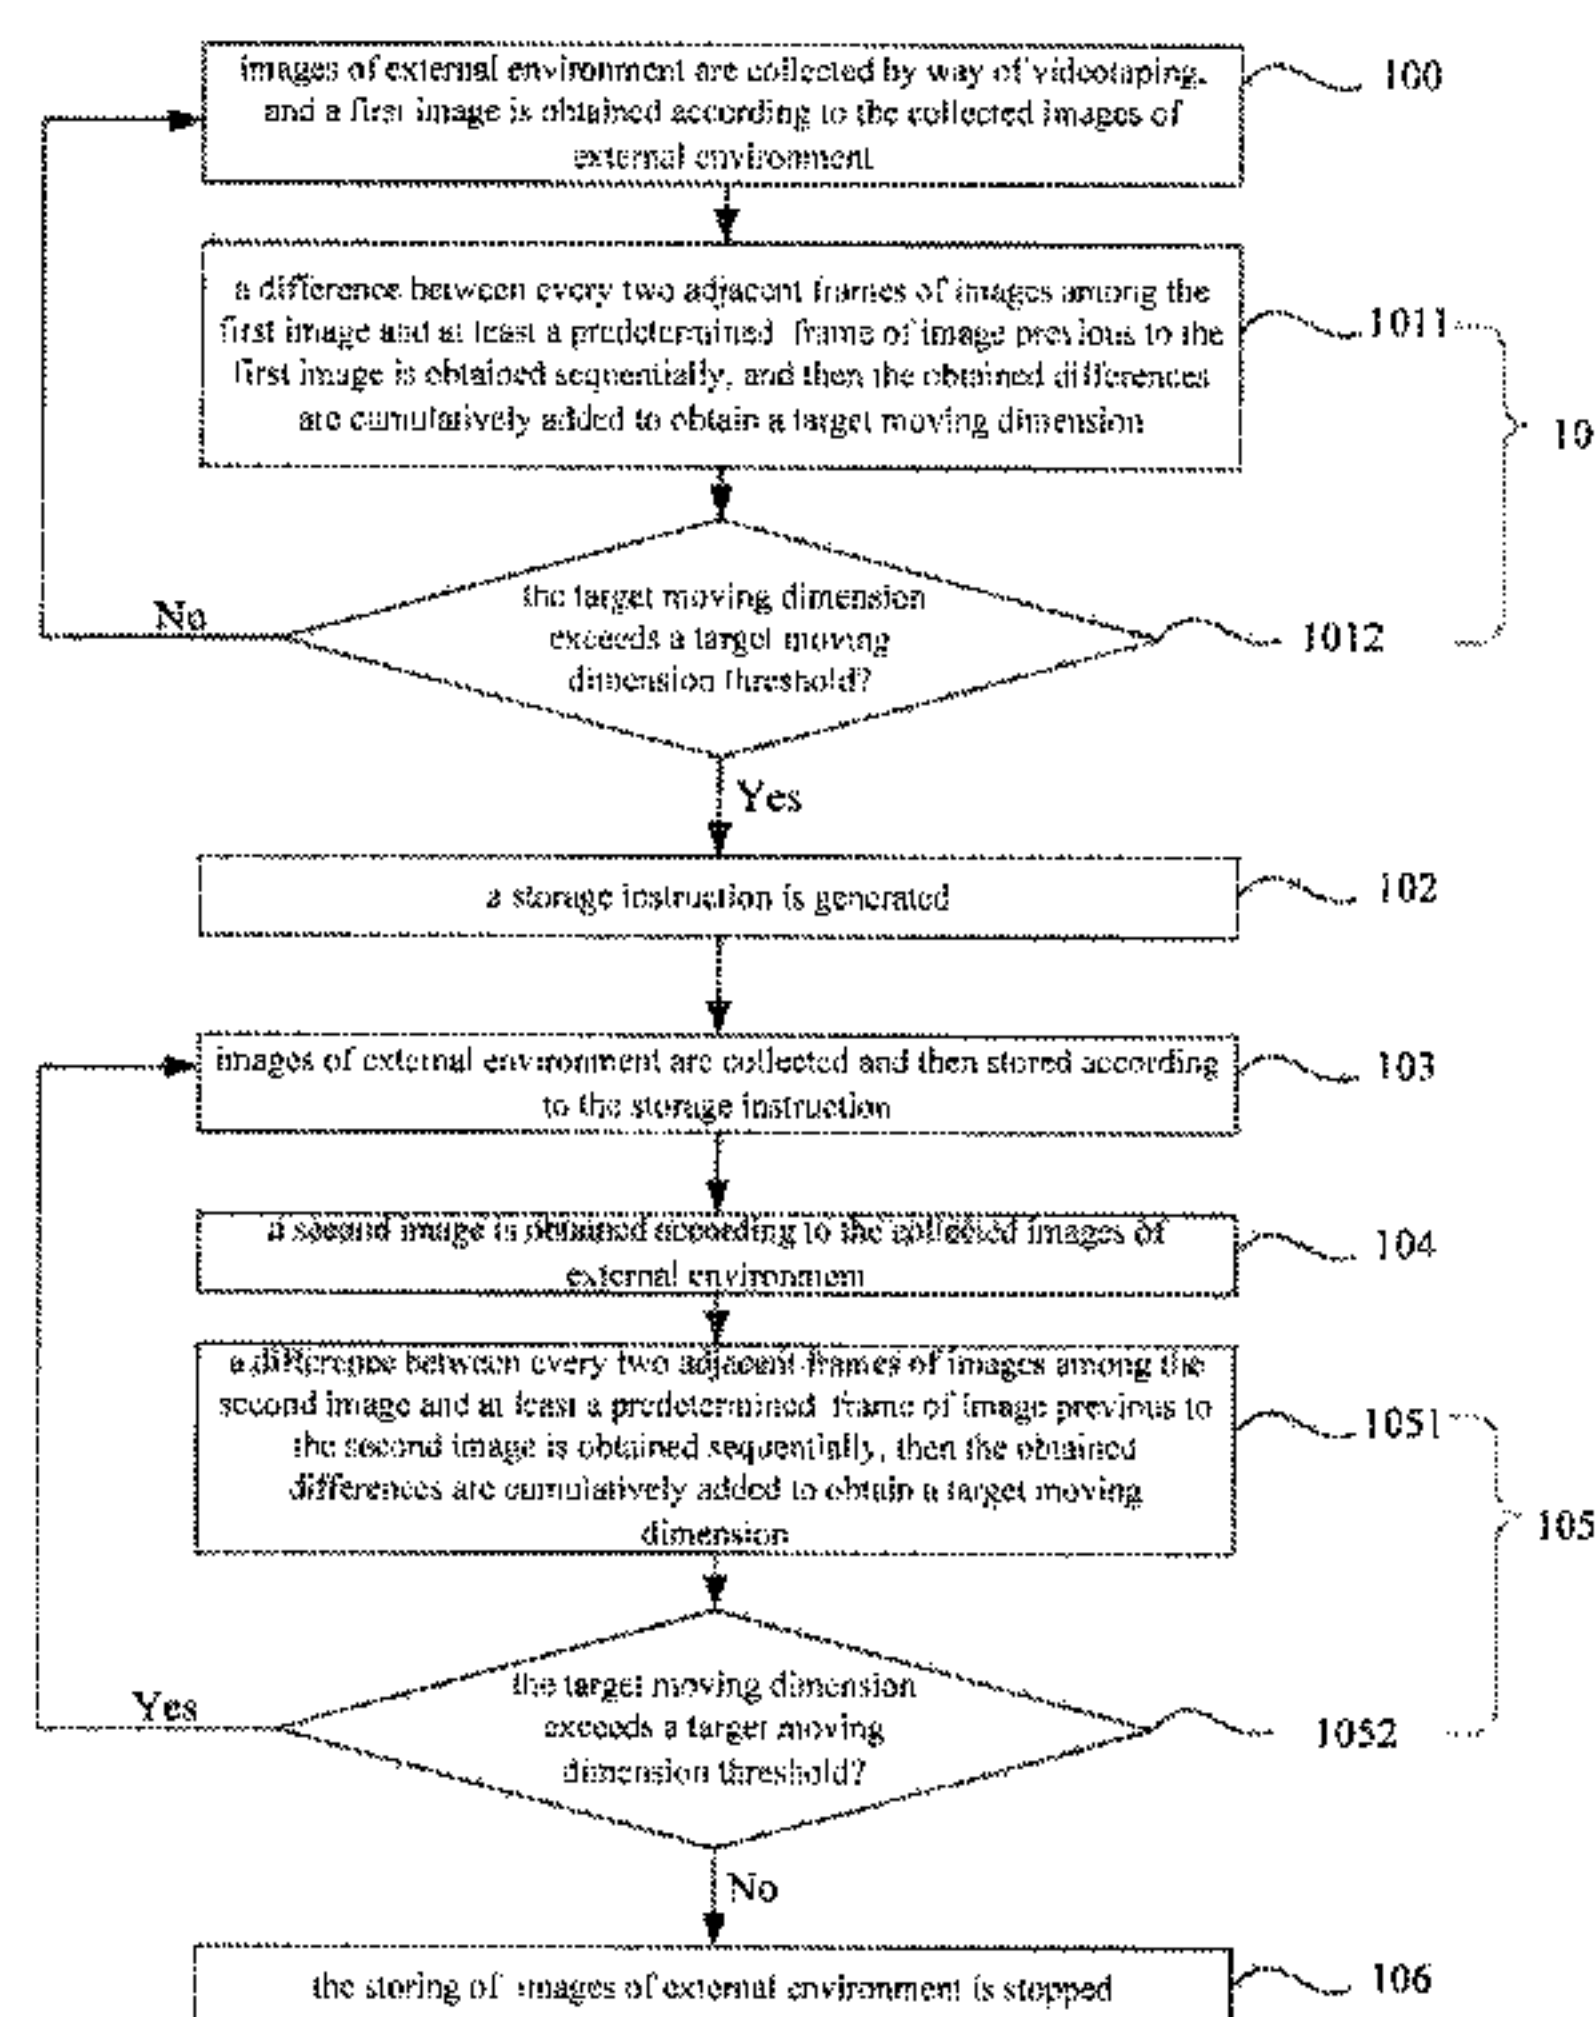 images of external environment are collected by way of videotaping,
and a first image is obtained according to the collected images of
external environment
100
a difference between every two adjacent frames of images among the
first image and at least a predetermined frame of image previous to the
first image is obtained sequentially, and then the obtained differences
are cumulatively added to obtain a target moving dimension
1011
10
the target moving dimension
exceeds a target moving
dimension threshold?
No
1012
Yes
a storage instruction is generated
102
images of external environment are collected and then stored according
to the storage instruction
103
a second image is obtained according to the collected images of
external environment
104
a difference between every two adjacent frames of images among the
second image and at least a predetermined frame of image previous to
the second image is obtained sequentially, then the obtained
differences are cumulatively added to obtain a target moving
dimension
1051
105
the target moving dimension
exceeds a target moving
dimension threshold?
Yes
1052
No
the storing of images of external environment is stopped
106